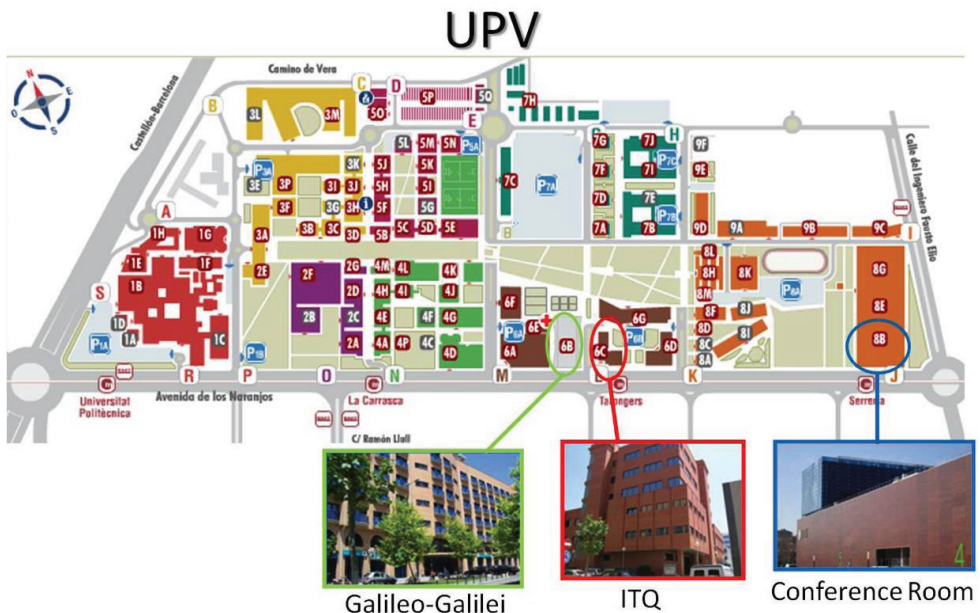 UPV
N
E
S
O
Camino de Vera
Castellón-Barcelona
Calle del Ingeniero Fausto Elio
B
C
D
E
H
3L
3M
5O
5P
5Q
7H
5L
5M
5N
P5A
7G
7J
9F
P3A
3K
5J
5K
7C
P7A
7F
7I
P7C
9E
3E
3P
3I
3J
5H
5I
3F
3G
3H
i
5F
5G
7D
7E
P7B
A
1H
1G
3A
3B
3C
3D
5B
5C
5D
5E
7A
7B
9D
9A
9B
9C
I
1E
1F
2E
2F
2G
4M
4L
4K
8L
8K
8G
1B
2D
4H
4I
4J
8H
P8A
S
6F
8M
8E
1D
2B
2C
4E
4F
4G
P6A
6E
6G
8F
8J
P1A
1A
1C
P1B
2A
4A
4P
4C
4D
6A
6B
6C
P6B
6D
8D
8I
8B
8C
8A
R
P
O
N
M
L
K
J
Universitat
Politècnica
Avenida de los Naranjos
La Carrasca
Tarongers
Serrería
C/ Ramón Llull
4
Galileo-Galilei
ITQ
Conference Room